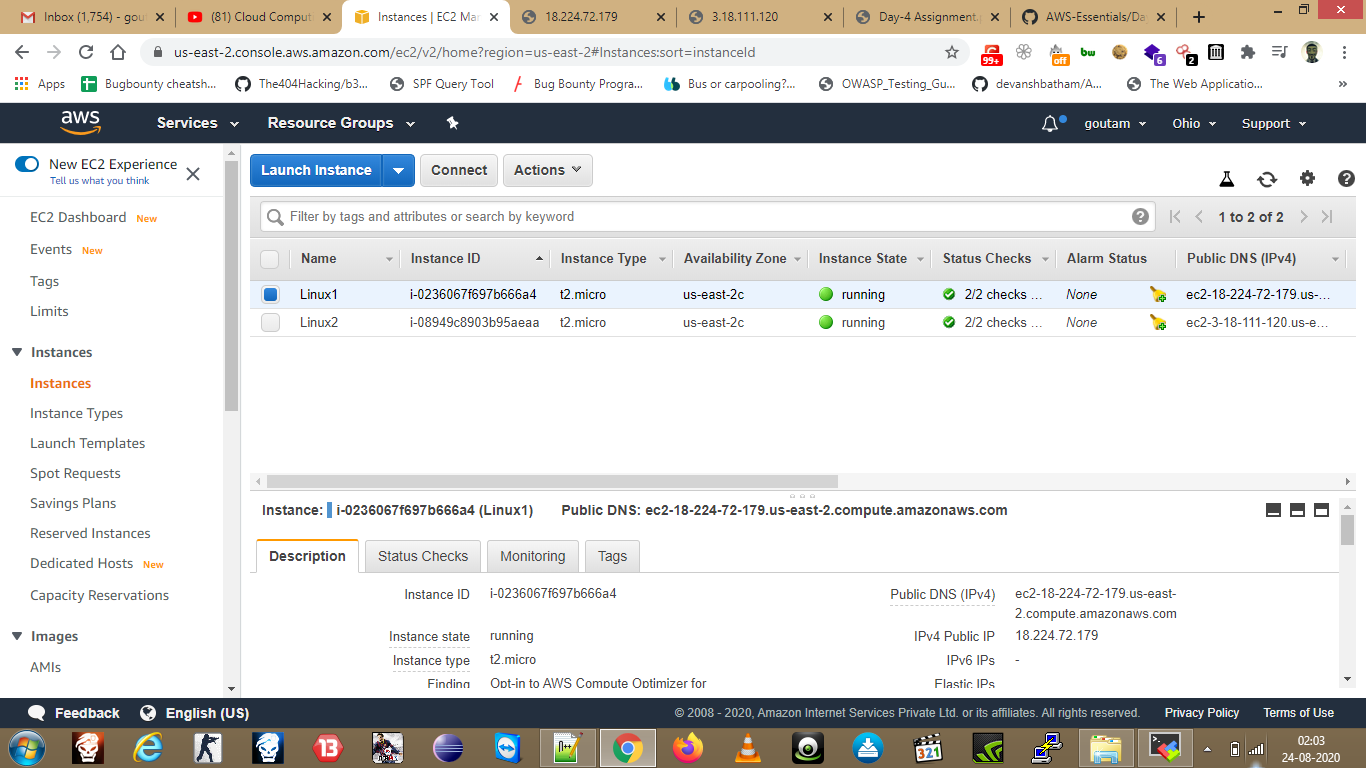 Inbox (1,754) - gou
(81) Cloud Comput
Instances | EC2 Mar
18.224.72.179
3.18.111.120
Day-4 Assignment.
AWS-Essentials/Da
us-east-2.console.aws.amazon.com/ec2/v2/home?region=us-east-2#Instances:sort=instanceId
99+
off
bw
6
2
Apps
Bugbounty cheatsh...
The404Hacking/b3...
SPF Query Tool
Bug Bounty Progra...
Bus or carpooling?...
OWASP_Testing_Gu...
devanshbatham/A...
The Web Applicatio...
»
aws
Services
Resource Groups
goutam
Ohio
Support
New EC2 Experience
Tell us what you think
Launch Instance
Connect
Actions
EC2 Dashboard New
Events New
Tags
Limits
Instances
Instances
Instance Types
Launch Templates
Spot Requests
Savings Plans
Reserved Instances
Dedicated Hosts New
Capacity Reservations
Images
AMIs
Filter by tags and attributes or search by keyword
1 to 2 of 2
Name Instance ID Instance Type Availability Zone Instance State Status Checks Alarm Status Public DNS (IPv4)
Linux1 i-0236067f697b666a4 t2.micro us-east-2c running 2/2 checks ... None ec2-18-224-72-179.us-...
Linux2 i-08949c8903b95aeaa t2.micro us-east-2c running 2/2 checks ... None ec2-3-18-111-120.us-e...
Instance: i-0236067f697b666a4 (Linux1) Public DNS: ec2-18-224-72-179.us-east-2.compute.amazonaws.com
Description
Status Checks
Monitoring
Tags
Instance ID i-0236067f697b666a4
Instance state running
Instance type t2.micro
Finding Opt-in to AWS Compute Optimizer for
Public DNS (IPv4) ec2-18-224-72-179.us-east-
2.compute.amazonaws.com
IPv4 Public IP 18.224.72.179
IPv6 IPs -
Elastic IPs
Feedback
English (US)
© 2008 - 2020, Amazon Internet Services Private Ltd. or its affiliates. All rights reserved.
Privacy Policy
Terms of Use
13
N++
321
02:03
24-08-2020